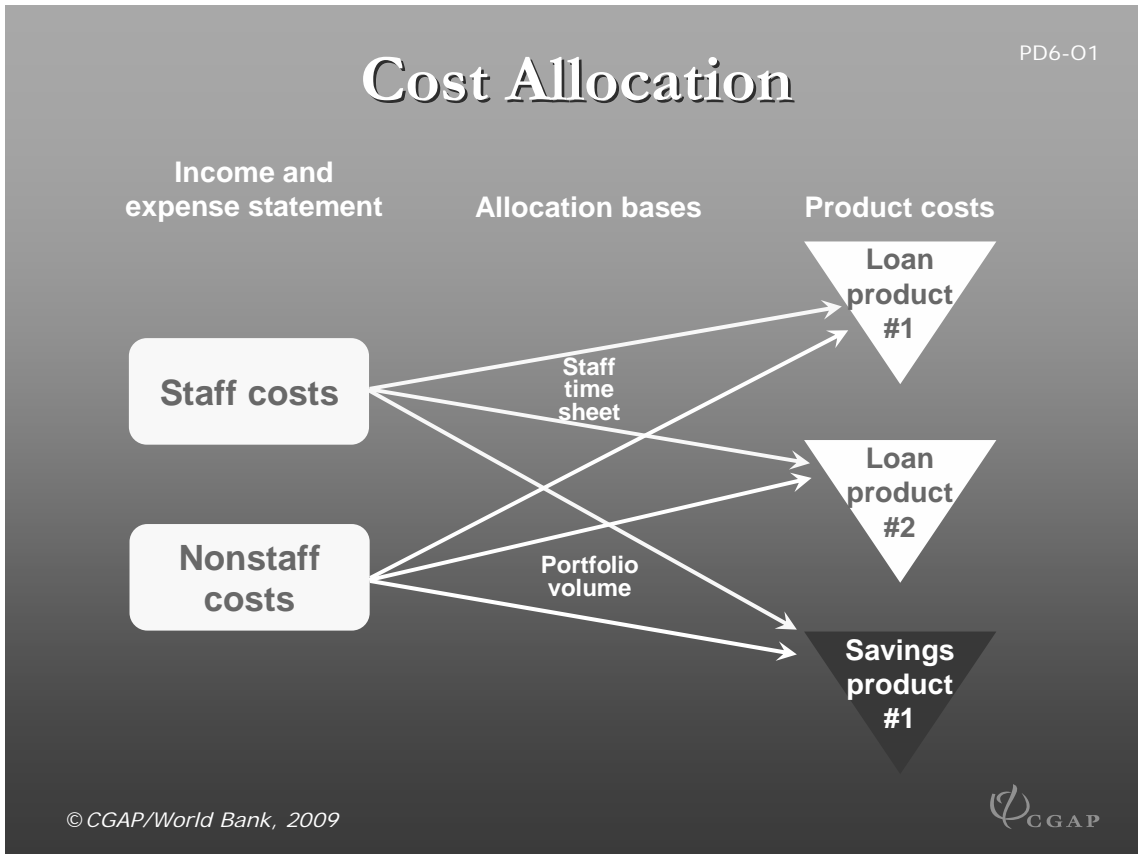 PD6-O1
Cost Allocation
Income and
expense statement
Allocation bases
Product costs
Loan
product
#1
Staff costs
Staff
time
sheet
Loan
product
#2
Nonstaff
costs
Portfolio
volume
Savings
product
#1
© CGAP/World Bank, 2009
CGAP